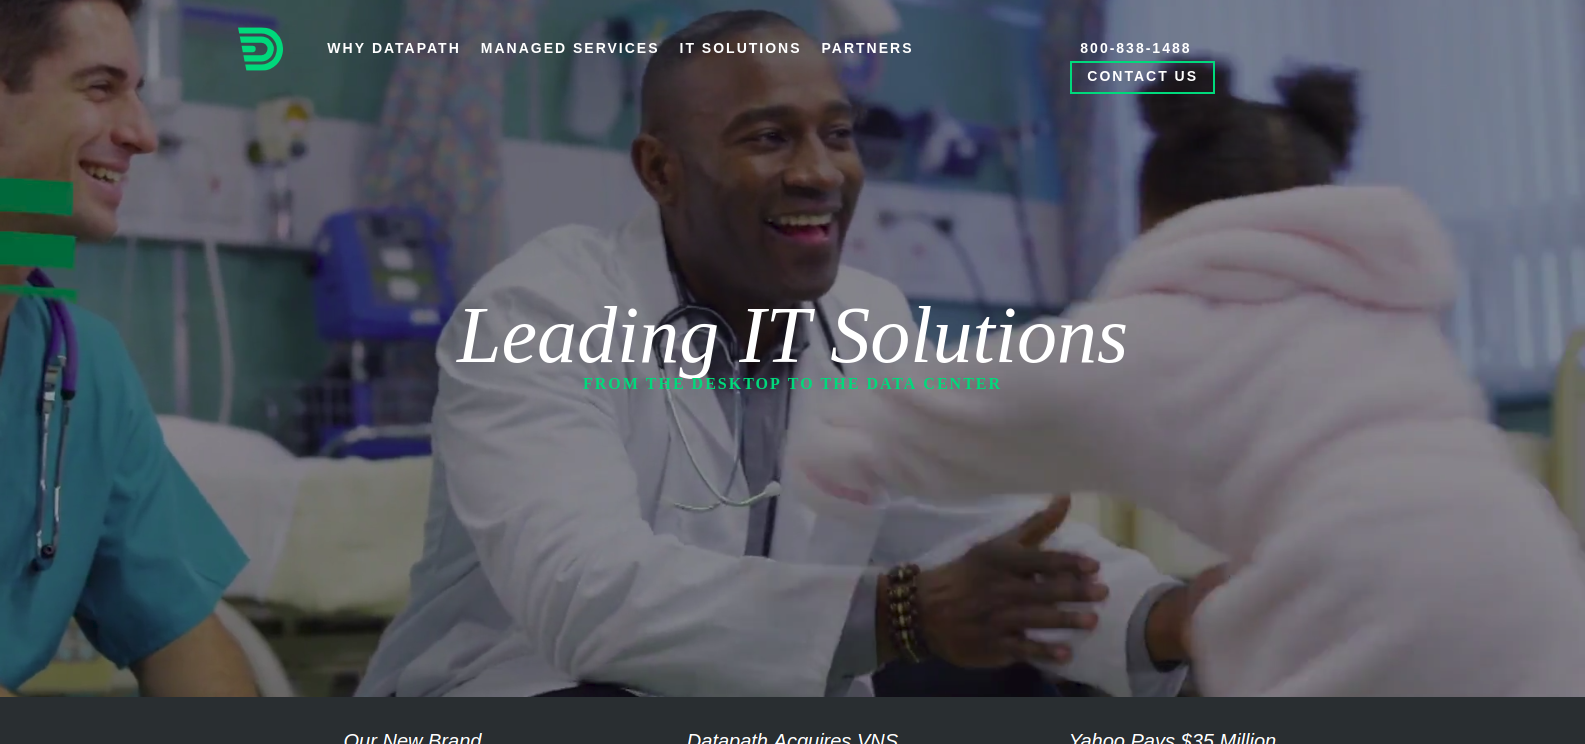 WHY DATAPATH MANAGED SERVICES IT SOLUTIONS PARTNERS
800-838-1488
CONTACT US
Leading IT Solutions
FROM THE DESKTOP TO THE DATA CENTER
Our New Brand
Datapath Acquires VNS
Yahoo Pays $35 Million